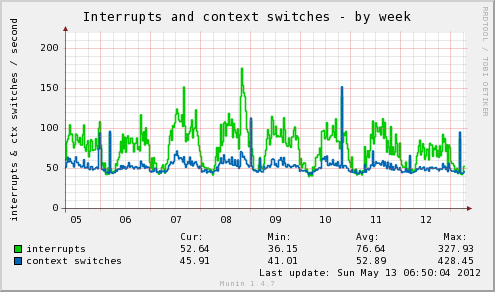 Interrupts and context switches - by week
RRDTOOL / TOBI OETIKER
interrupts & ctx switches / second
200
150
100
50
0
05 06 07 08 09 10 11 12
Cur: Min: Avg: Max:
interrupts 52.64 36.15 76.64 327.93
context switches 45.91 41.01 52.89 428.45
Last update: Sun May 13 06:50:04 2012
Munin 1.4.7